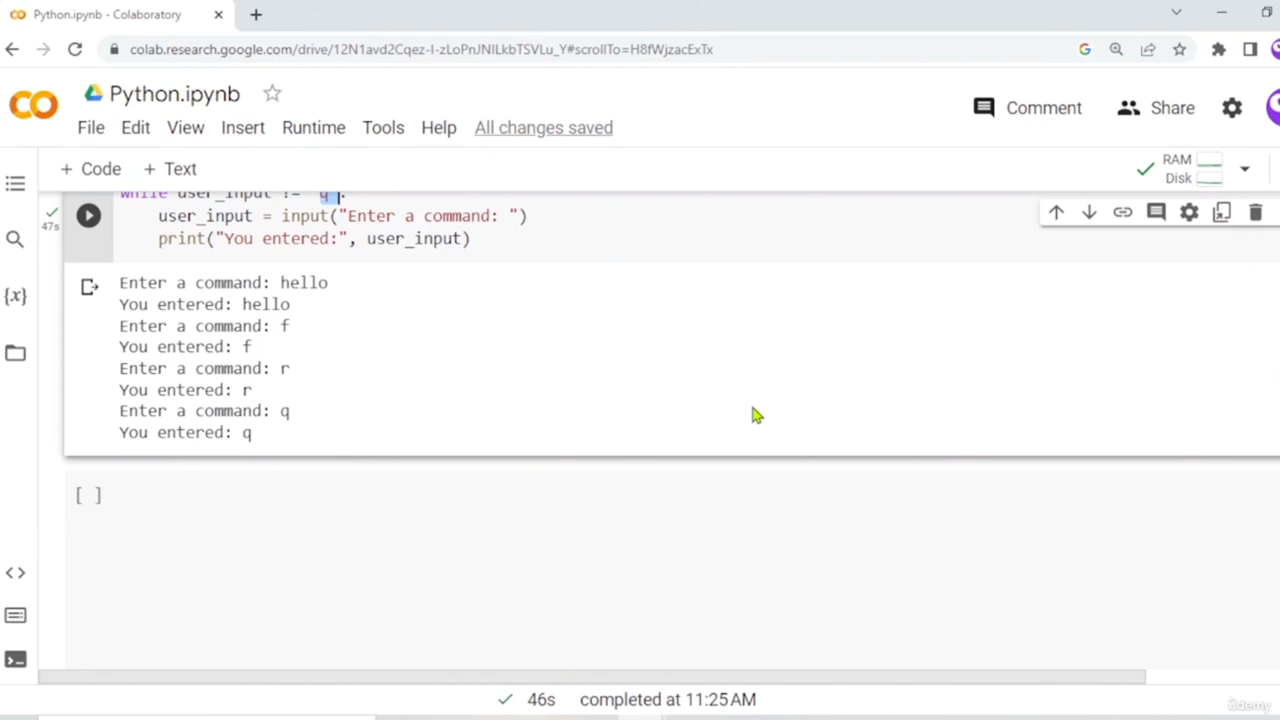 Python.ipynb - Colaboratory
colab.research.google.com/drive/12N1avd2Cqez-I-zLoPnJNILkbTSVLu_Y#scrollTo=H8fWjzacExTx
Python.ipynb
Comment
Share
File Edit View Insert Runtime Tools Help All changes saved
+ Code + Text
RAM
Disk
while user_input != "q":
47s
user_input = input("Enter a command: ")
print("You entered:", user_input)
Enter a command: hello
You entered: hello
Enter a command: f
You entered: f
Enter a command: r
You entered: r
Enter a command: q
You entered: q
[ ]
46s completed at 11:25 AM
ûdemy